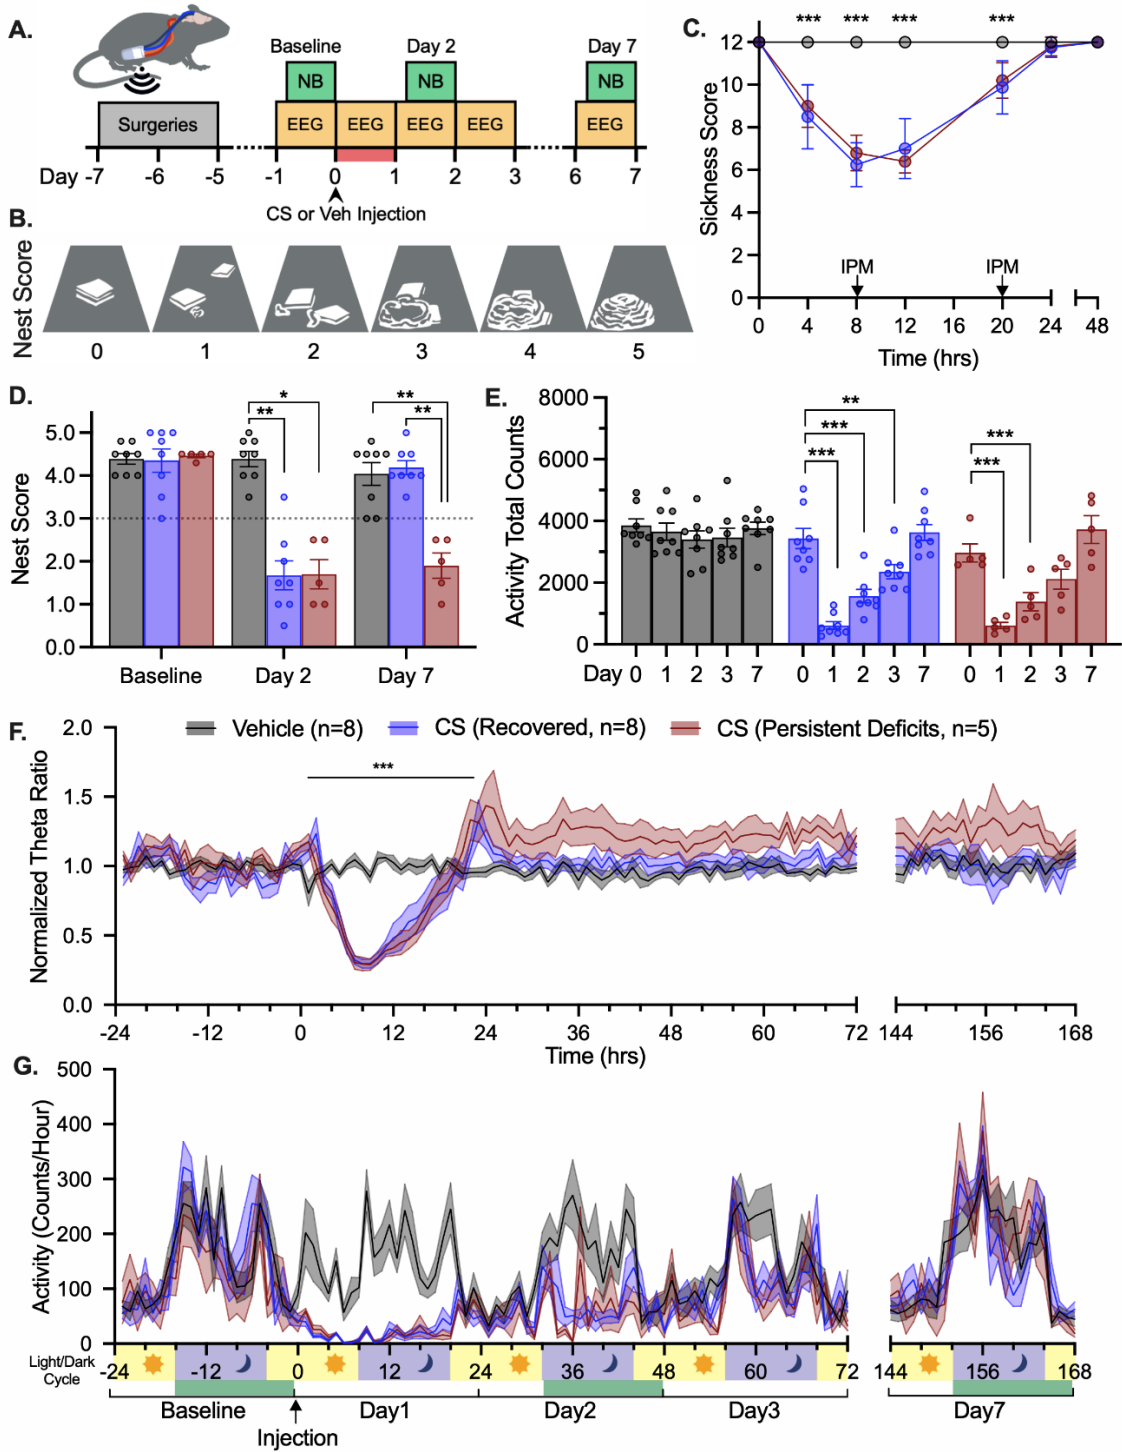 A.
Baseline Day 2 Day 7
NB NB NB
Surgeries EEG EEG EEG EEG EEG
Day -7 -6 -5 -1 0 1 2 3 6 7
CS or Veh Injection
B.
Nest Score
0 1 2 3 4 5
C.
*** *** *** ***
Sickness Score
12
10
8
6
4
2
0
IPM IPM
0 4 8 12 16 20 24 48
Time (hrs)
D.
Nest Score
5.0
4.0
3.0
2.0
1.0
0.0
* **
** **
Baseline Day 2 Day 7
E.
Activity Total Counts
8000
6000
4000
2000
0
**
*** ***
*** ***
Day 0 1 2 3 7 0 1 2 3 7 0 1 2 3 7
F.
Vehicle (n=8) CS (Recovered, n=8) CS (Persistent Deficits, n=5)
Normalized Theta Ratio
2.0
1.5
1.0
0.5
0.0
***
-24 -12 0 12 24 36 48 60 72 144 156 168
Time (hrs)
G.
Activity (Counts/Hour)
500
400
300
200
100
0
Light/Dark
Cycle
-24 -12 0 12 24 36 48 60 72 144 156 168
Baseline Day1 Day2 Day3 Day7
Injection